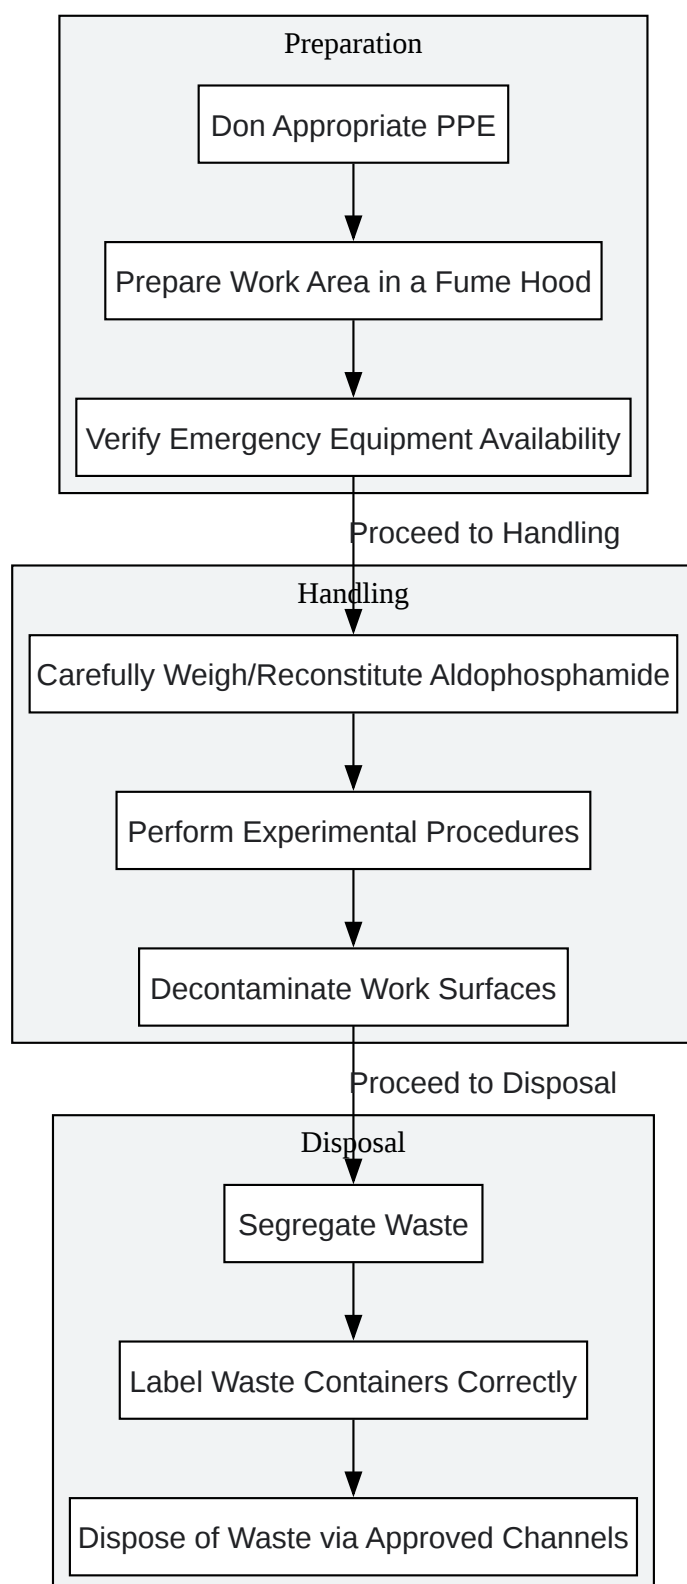 Preparation
Don Appropriate PPE
Prepare Work Area in a Fume Hood
Verify Emergency Equipment Availability
Proceed to Handling
Handling
Carefully Weigh/Reconstitute Aldophosphamide
Perform Experimental Procedures
Decontaminate Work Surfaces
Proceed to Disposal
Disposal
Segregate Waste
Label Waste Containers Correctly
Dispose of Waste via Approved Channels